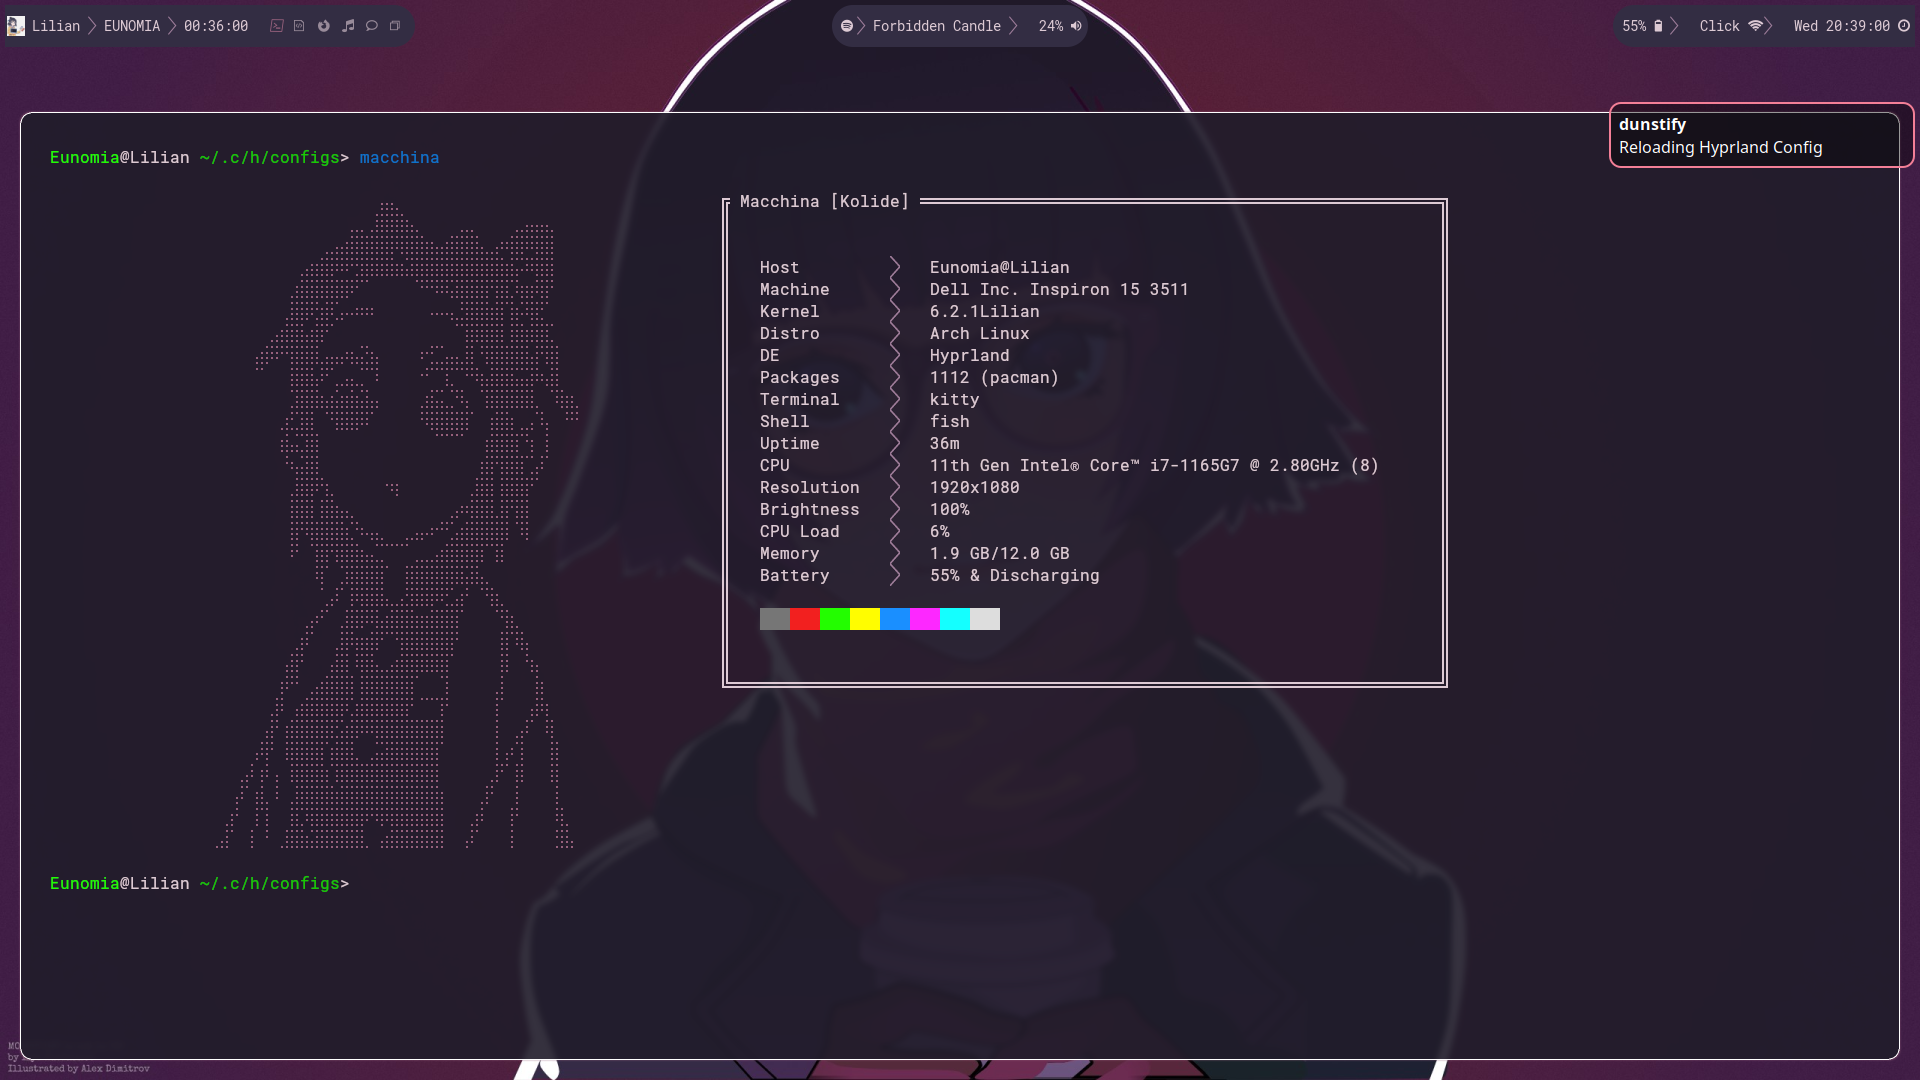 Lilian EUNOMIA 00:36:00
Forbidden Candle 24%
55% Click Wed 20:39:00
dunstify
Reloading Hyprland Config
Eunomia@Lilian ~/.c/h/configs> macchina
Macchina [Kolide]
Host Eunomia@Lilian
Machine Dell Inc. Inspiron 15 3511
Kernel 6.2.1Lilian
Distro Arch Linux
DE Hyprland
Packages 1112 (pacman)
Terminal kitty
Shell fish
Uptime 36m
CPU 11th Gen Intel® Core™ i7-1165G7 @ 2.80GHz (8)
Resolution 1920x1080
Brightness 100%
CPU Load 6%
Memory 1.9 GB/12.0 GB
Battery 55% & Discharging
Eunomia@Lilian ~/.c/h/configs>
by
Illustrated by Alex Dimitrov